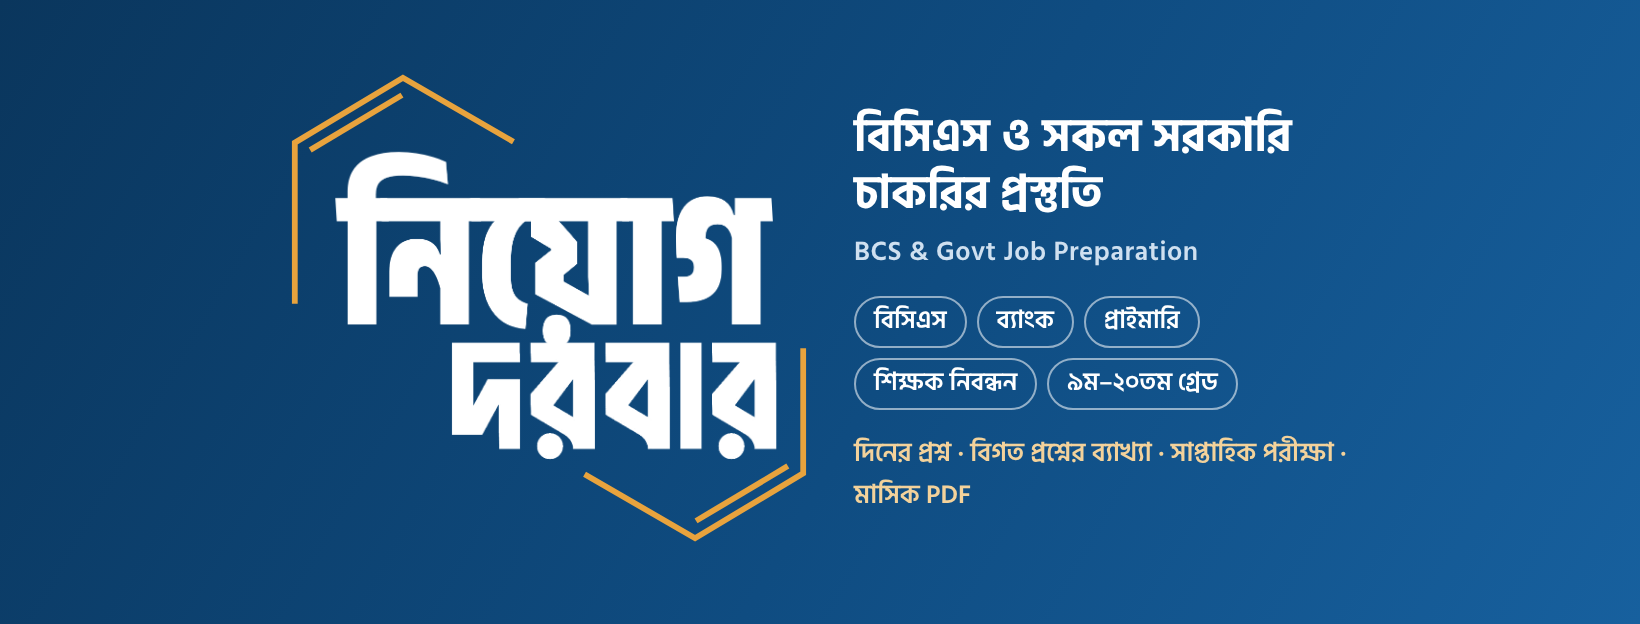 নিয়োগ
দরবার
বিসিএস ও সকল সরকারি
চাকরির প্রস্তুতি
BCS & Govt Job Preparation
বিসিএস
ব্যাংক
প্রাইমারি
শিক্ষক নিবন্ধন
৯ম–২০তম গ্রেড
দিনের প্রশ্ন · বিগত প্রশ্নের ব্যাখ্যা · সাপ্তাহিক পরীক্ষা ·
মাসিক PDF